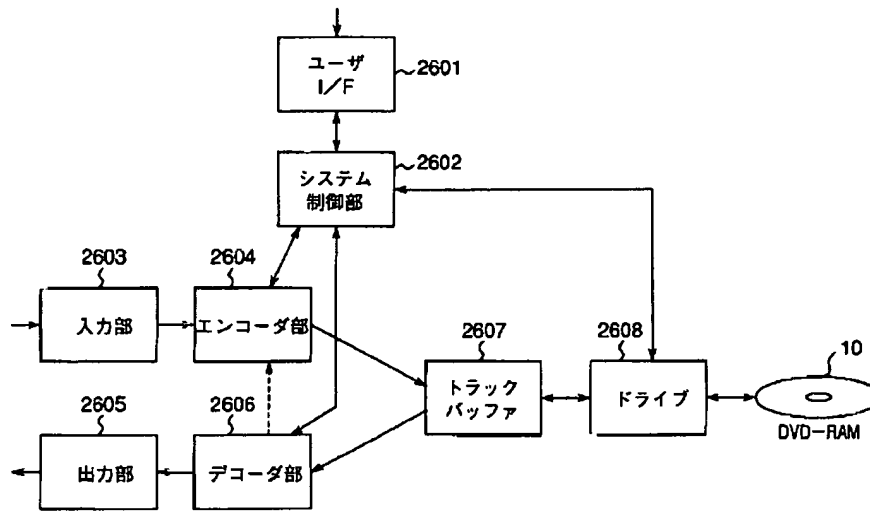 ユーザ
I/F
2601
システム
制御部
2602
2603
入力部
2604
エンコーダ部
2605
出力部
2606
デコーダ部
2607
トラック
バッファ
2608
ドライブ
10
DVD-RAM